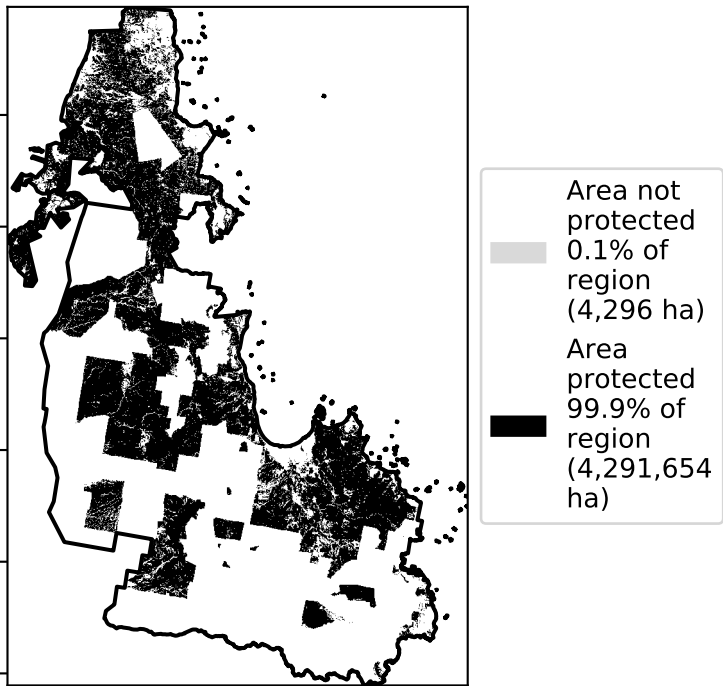 Area not
protected
0.1% of
region
(4,296 ha)
Area
protected
99.9% of
region
(4,291,654
ha)